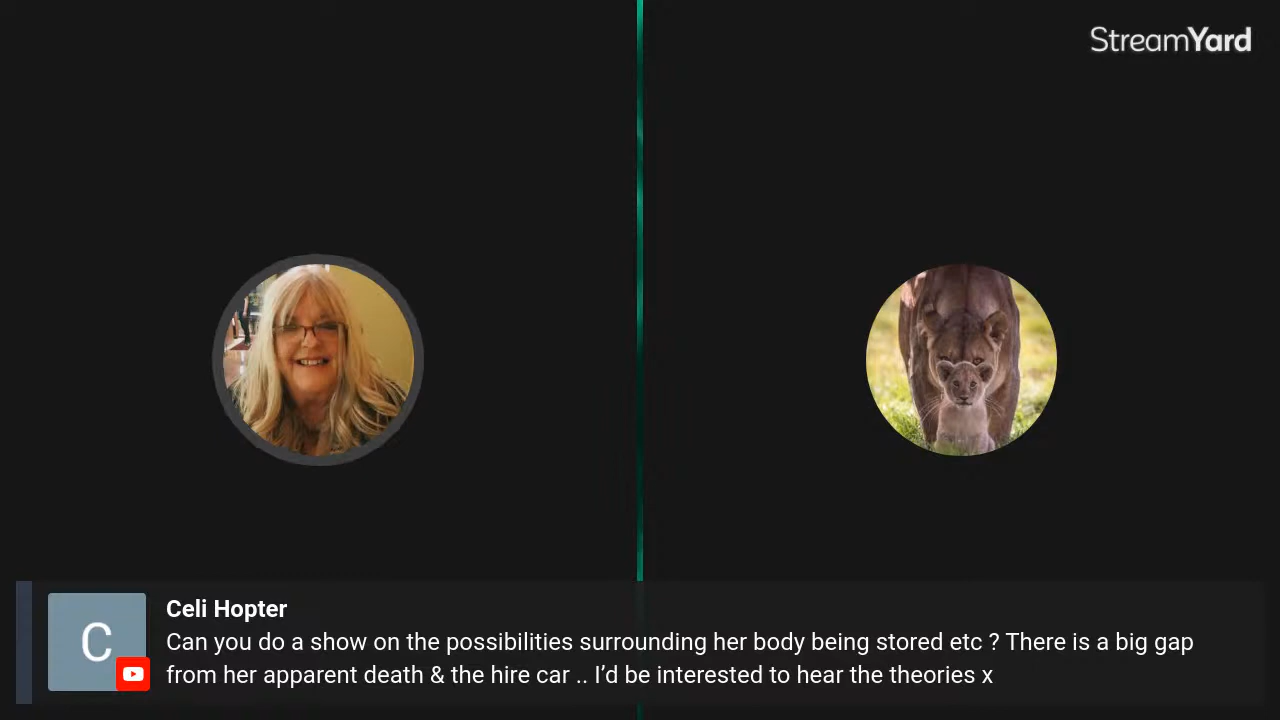 StreamYard
C
Celi Hopter
Can you do a show on the possibilities surrounding her body being stored etc ? There is a big gap
from her apparent death & the hire car .. I’d be interested to hear the theories x